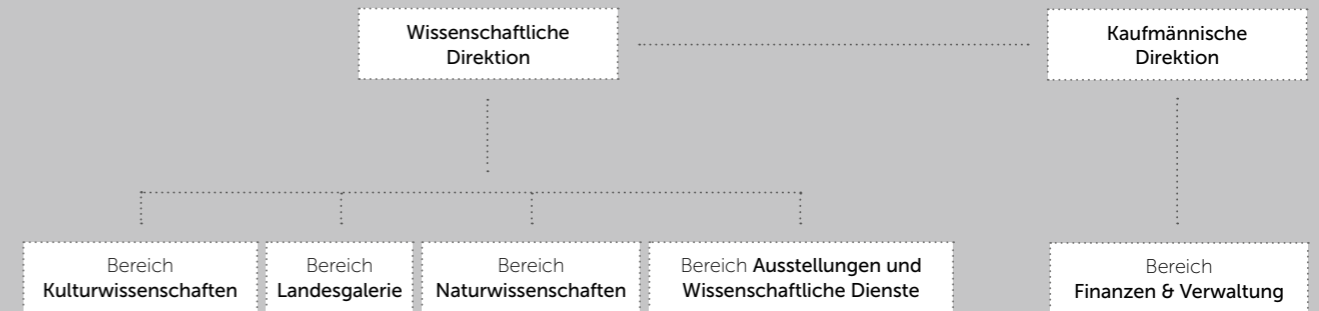 Wissenschaftliche
Direktion
Kaufmännische
Direktion
Bereich
Kulturwissenschaften
Bereich
Landesgalerie
Bereich
Naturwissenschaften
Bereich Ausstellungen und
Wissenschaftliche Dienste
Bereich
Finanzen & Verwaltung